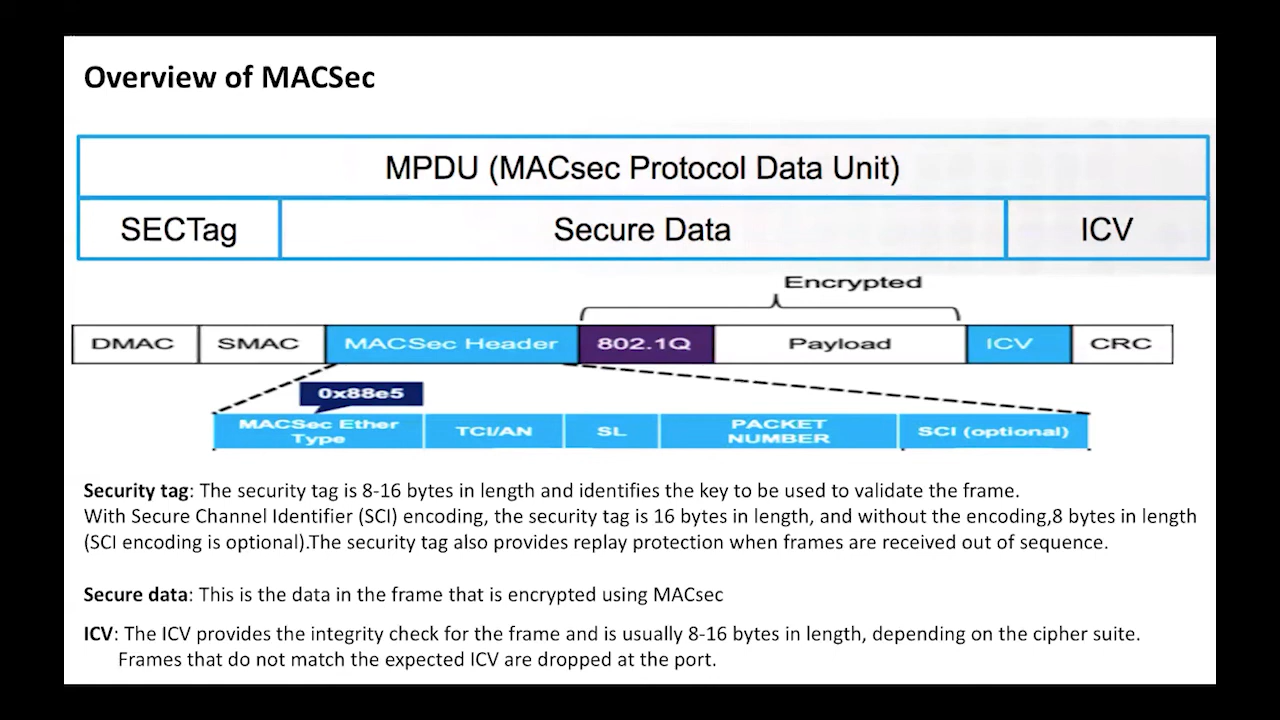 Overview of MACSec
MPDU (MACsec Protocol Data Unit)
SECTag Secure Data ICV
Encrypted
DMAC SMAC MACSec Header 802.1Q Payload ICV CRC
0x88e5
MACSec Ether Type TCI/AN SL PACKET NUMBER SCI (optional)
Security tag: The security tag is 8-16 bytes in length and identifies the key to be used to validate the frame.
With Secure Channel Identifier (SCI) encoding, the security tag is 16 bytes in length, and without the encoding,8 bytes in length
(SCI encoding is optional).The security tag also provides replay protection when frames are received out of sequence.
Secure data: This is the data in the frame that is encrypted using MACsec
ICV: The ICV provides the integrity check for the frame and is usually 8-16 bytes in length, depending on the cipher suite.
Frames that do not match the expected ICV are dropped at the port.